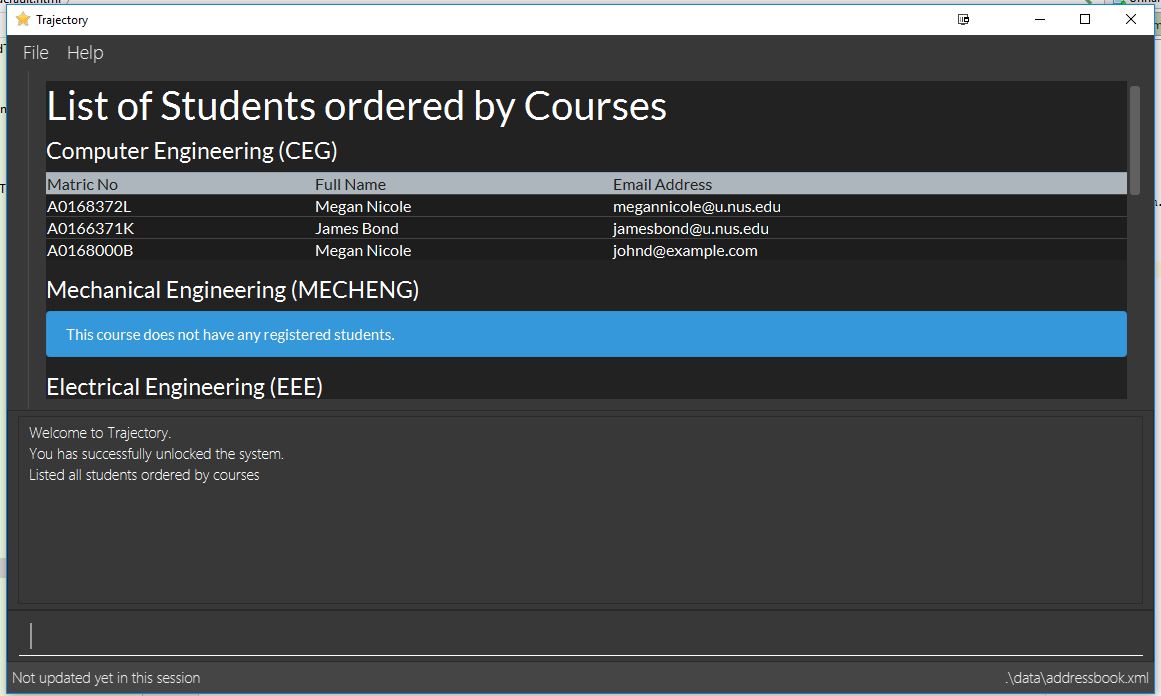 Trajectory
File Help
List of Students ordered by Courses
Computer Engineering (CEG)
Matric No Full Name Email Address
A0168372L Megan Nicole megannicole@u.nus.edu
A0166371K James Bond jamesbond@u.nus.edu
A0168000B Megan Nicole johnd@example.com
Mechanical Engineering (MECHENG)
This course does not have any registered students.
Electrical Engineering (EEE)
Welcome to Trajectory.
You has successfully unlocked the system.
Listed all students ordered by courses
Not updated yet in this session .\data\addressbook.xml